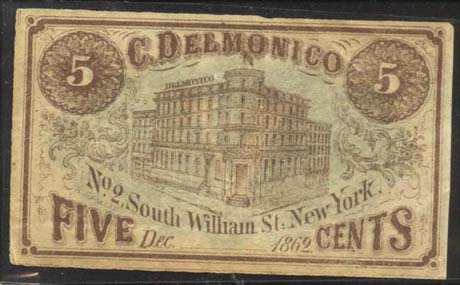 C. DELMONICO
5 5
DELMONICO
No 2, South William St. New York.
FIVE CENTS
Dec. 1862